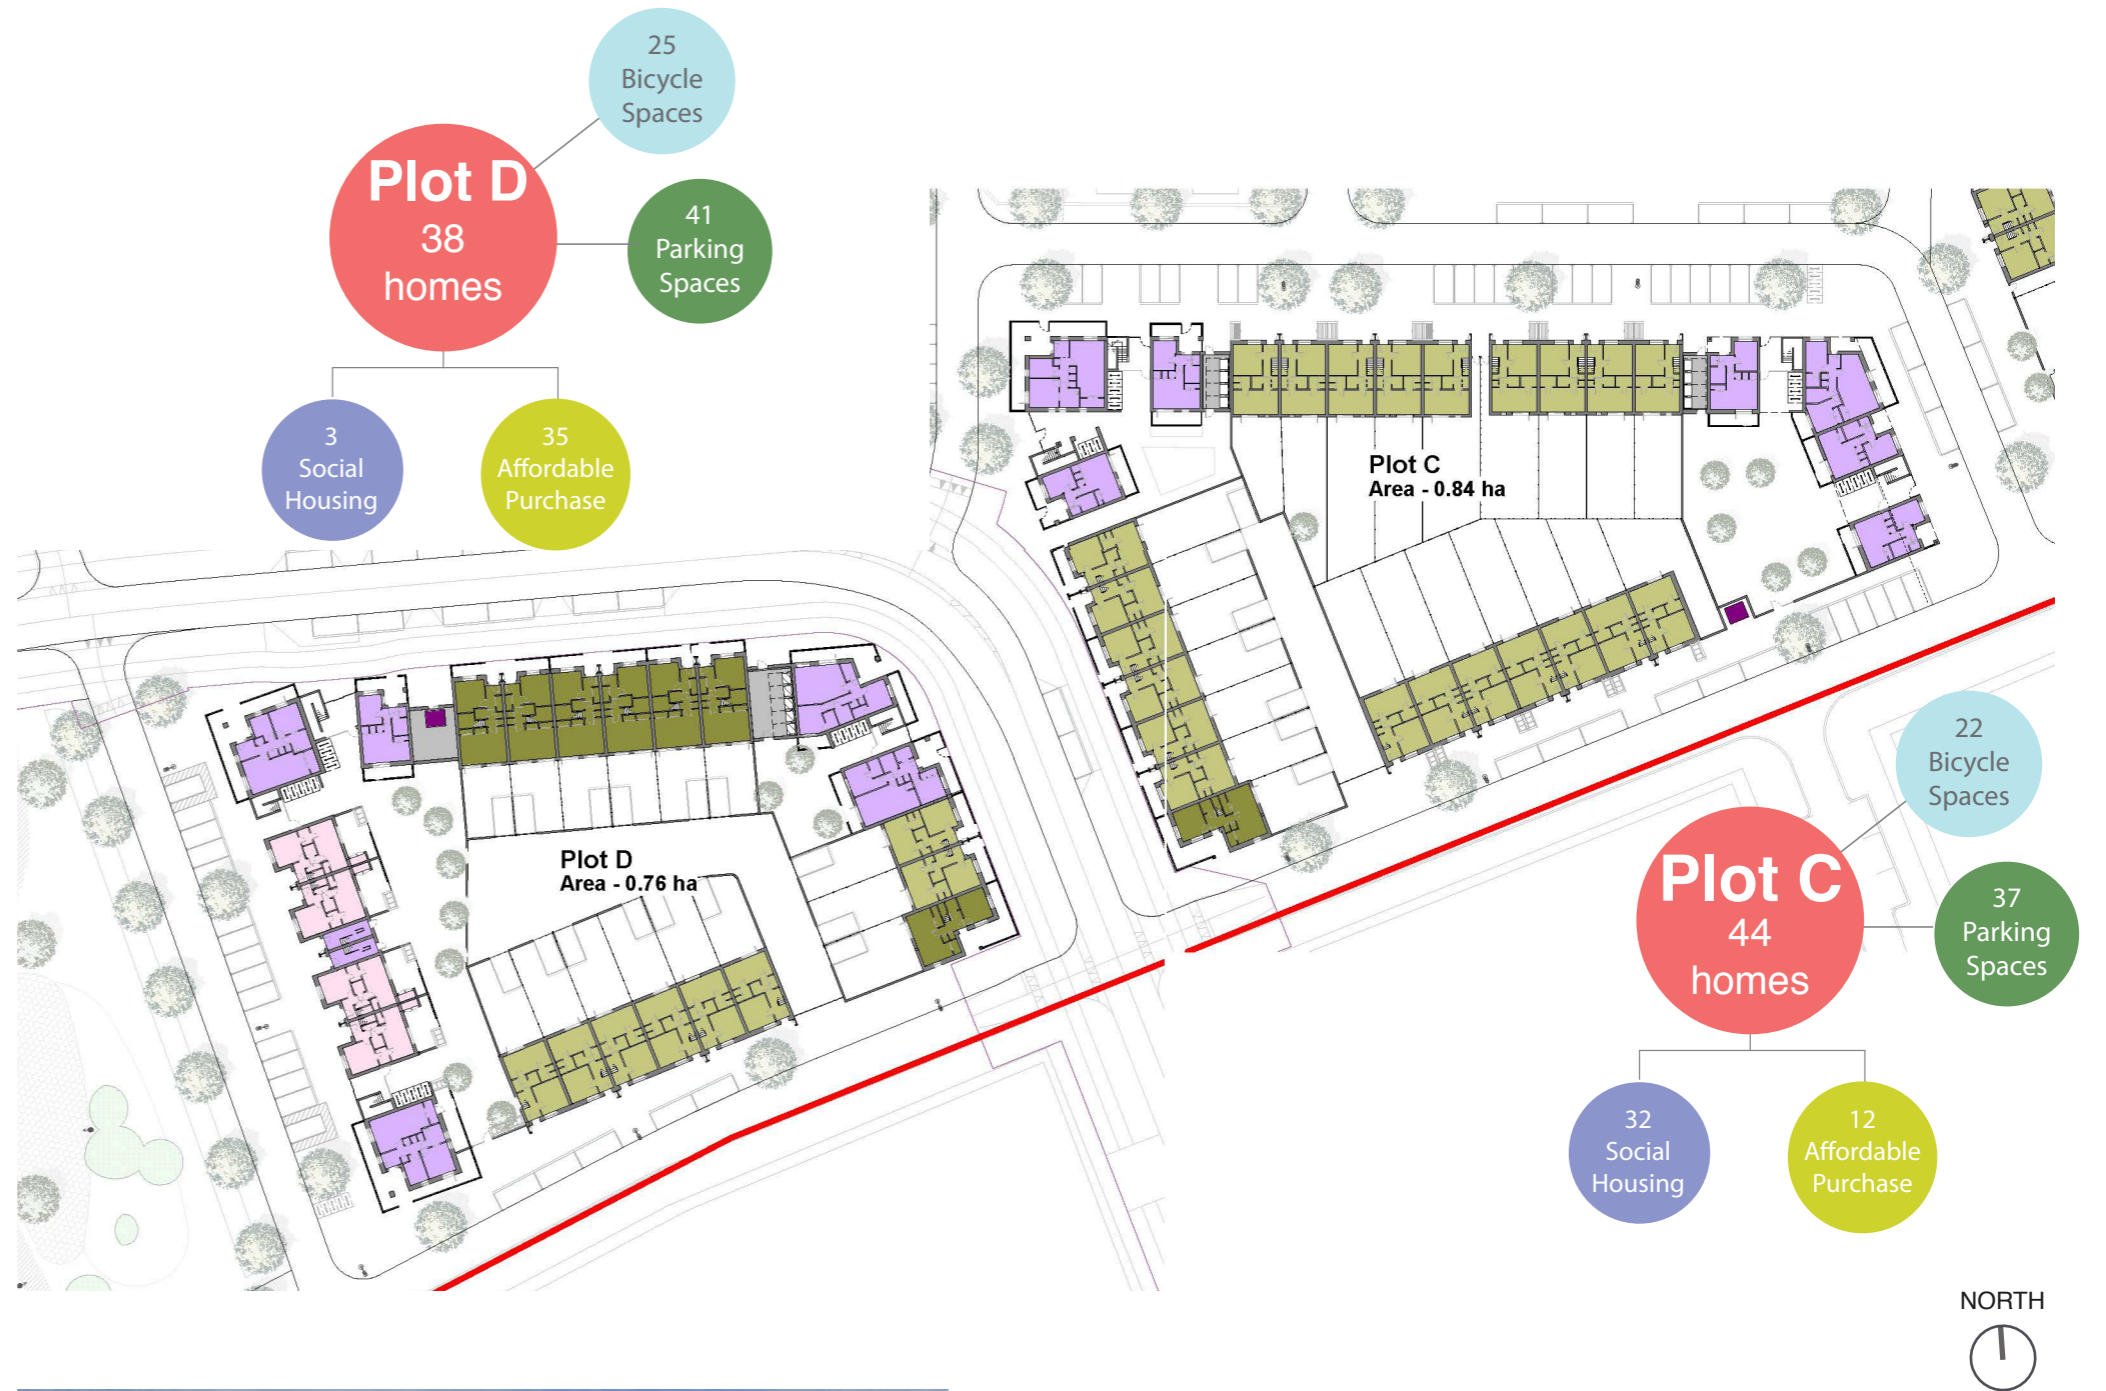 25
Bicycle
Spaces
Plot D
38
homes
41
Parking
Spaces
3
Social
Housing
35
Affordable
Purchase
Plot C
Area - 0.84 ha
Plot D
Area - 0.76 ha
22
Bicycle
Spaces
Plot C
44
homes
37
Parking
Spaces
32
Social
Housing
12
Affordable
Purchase
NORTH